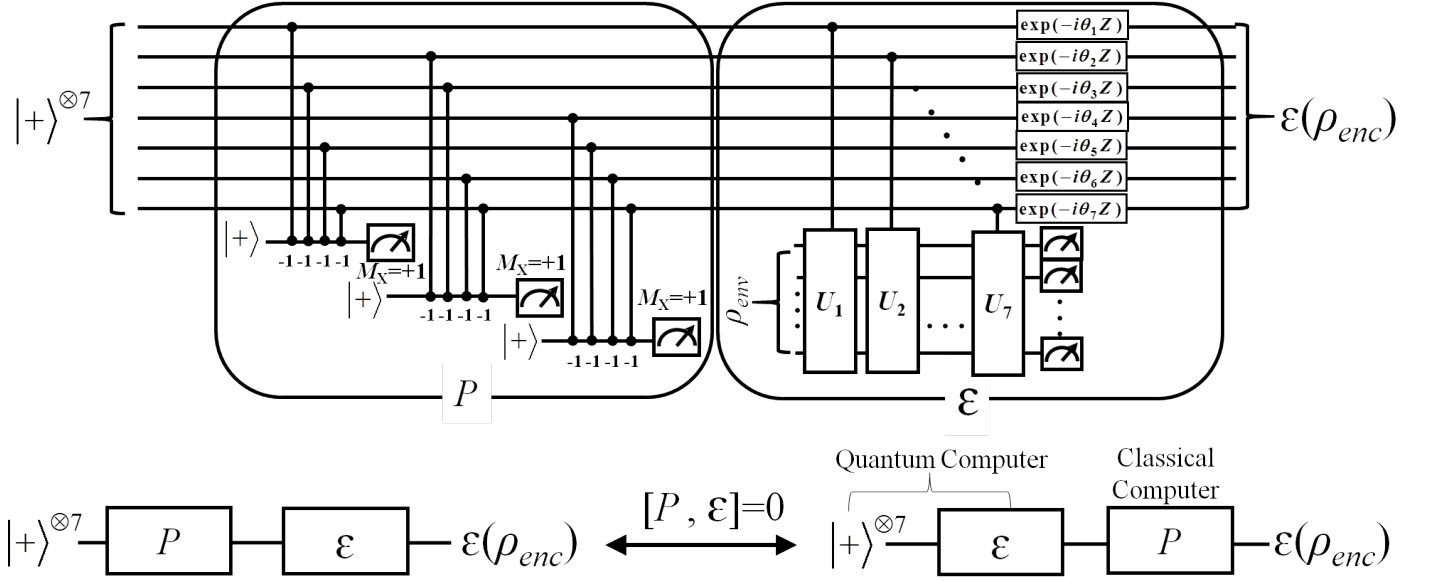 |+⟩⊗7
exp(−iθ1Z)
exp(−iθ2Z)
exp(−iθ3Z)
exp(−iθ4Z)
exp(−iθ5Z)
exp(−iθ6Z)
exp(−iθ7Z)
ε(ρenc)
|+⟩
-1 -1 -1 -1
MX=+1
|+⟩
-1 -1 -1 -1
MX=+1
|+⟩
-1 -1 -1 -1
MX=+1
P
ρenv
U1
U2
...
U7
ε
Quantum Computer
Classical
Computer
|+⟩⊗7
P
ε
ε(ρenc)
[P , ε]=0
|+⟩⊗7
ε
P
ε(ρenc)